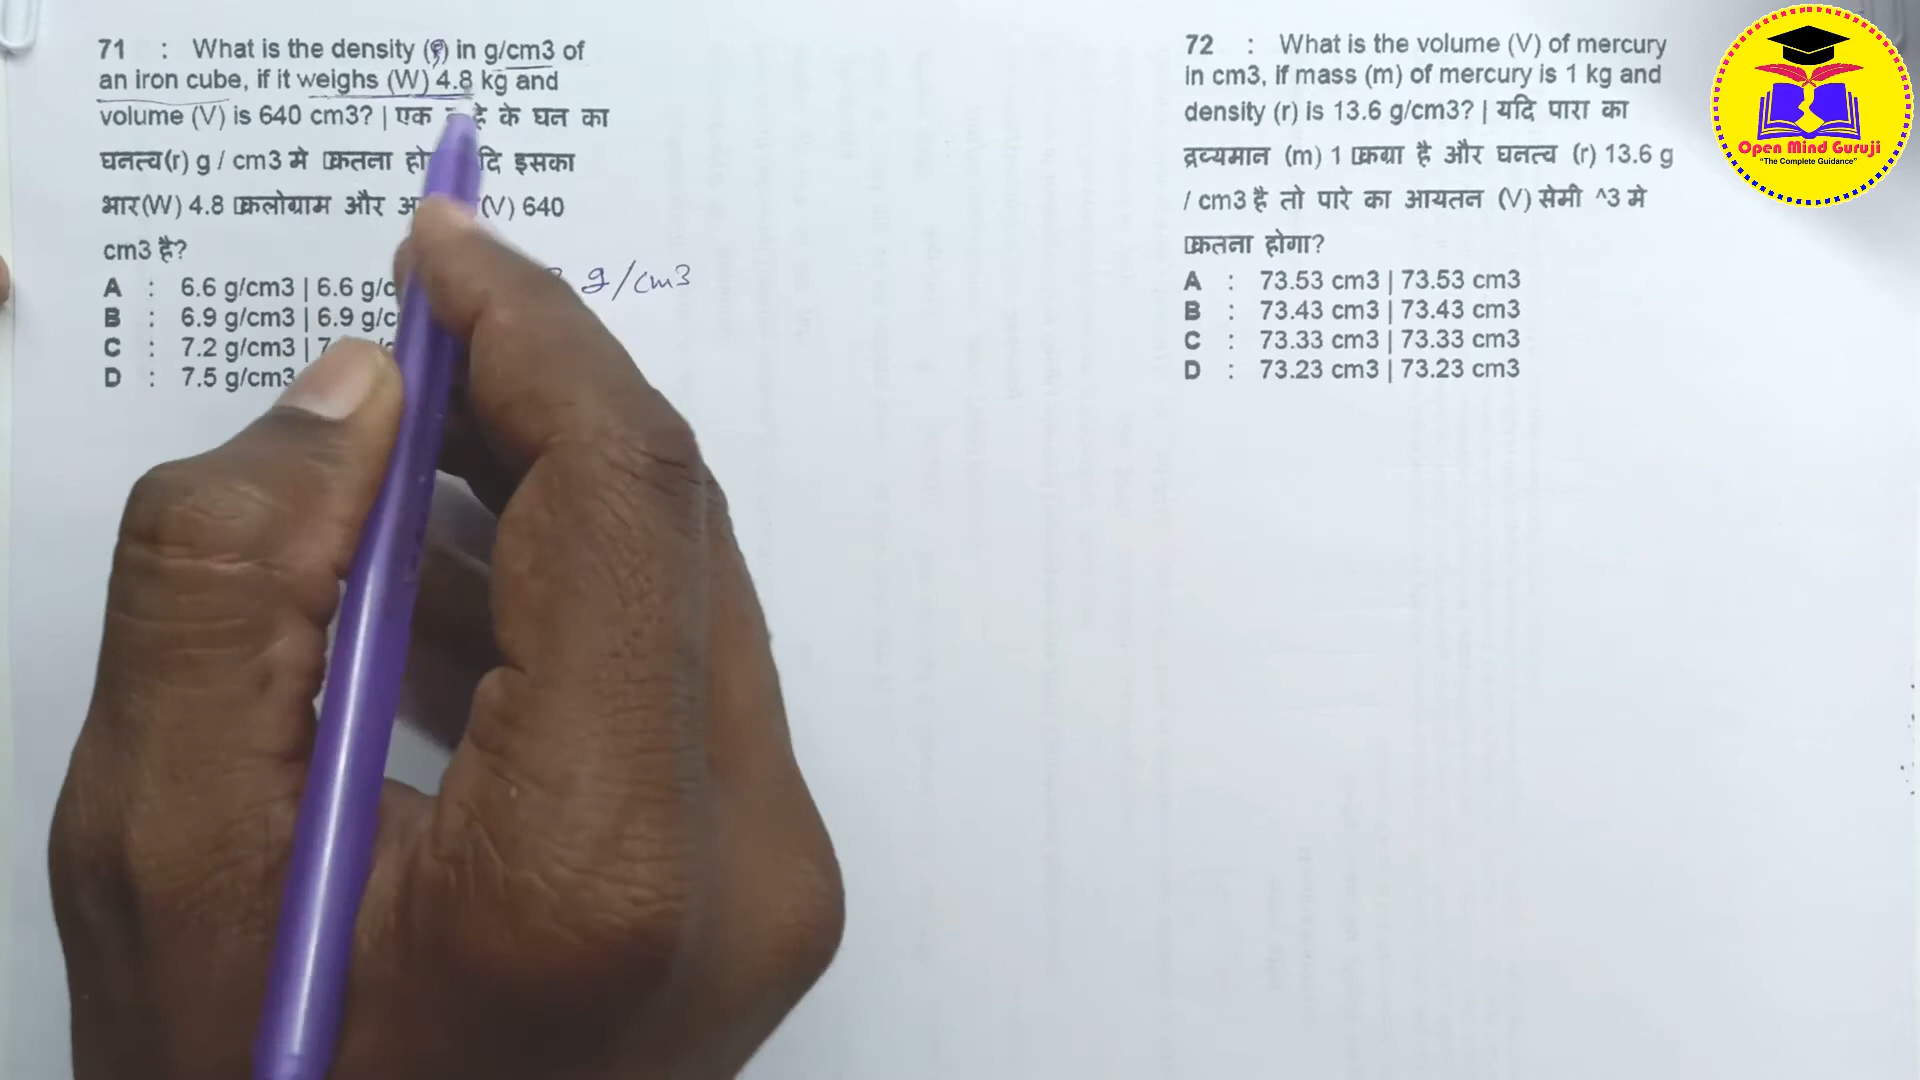 71 : What is the density (ρ) in g/cm3 of
an iron cube, if it weighs (W) 4.8 kg and
volume (V) is 640 cm3? | एक के घन का
घनत्व(r) g / cm3 मे कितना इसका
भार(W) 4.8 किलोग्राम और (V) 640
cm3 है?
A : 6.6 g/cm3 | 6.6 g/c
B : 6.9 g/cm3 | 6.9 g/c
C : 7.2 g/cm3 | 7
D : 7.5 g/cm3
g/cm3
72 : What is the volume (V) of mercury
in cm3, if mass (m) of mercury is 1 kg and
density (r) is 13.6 g/cm3? | यदि पारा का
द्रव्यमान (m) 1 किग्रा है और घनत्व (r) 13.6 g
/ cm3 है तो पारे का आयतन (V) सेमी ^3 मे
कितना होगा?
A : 73.53 cm3 | 73.53 cm3
B : 73.43 cm3 | 73.43 cm3
C : 73.33 cm3 | 73.33 cm3
D : 73.23 cm3 | 73.23 cm3
Open Mind Guruji
"The Complete Guidance"